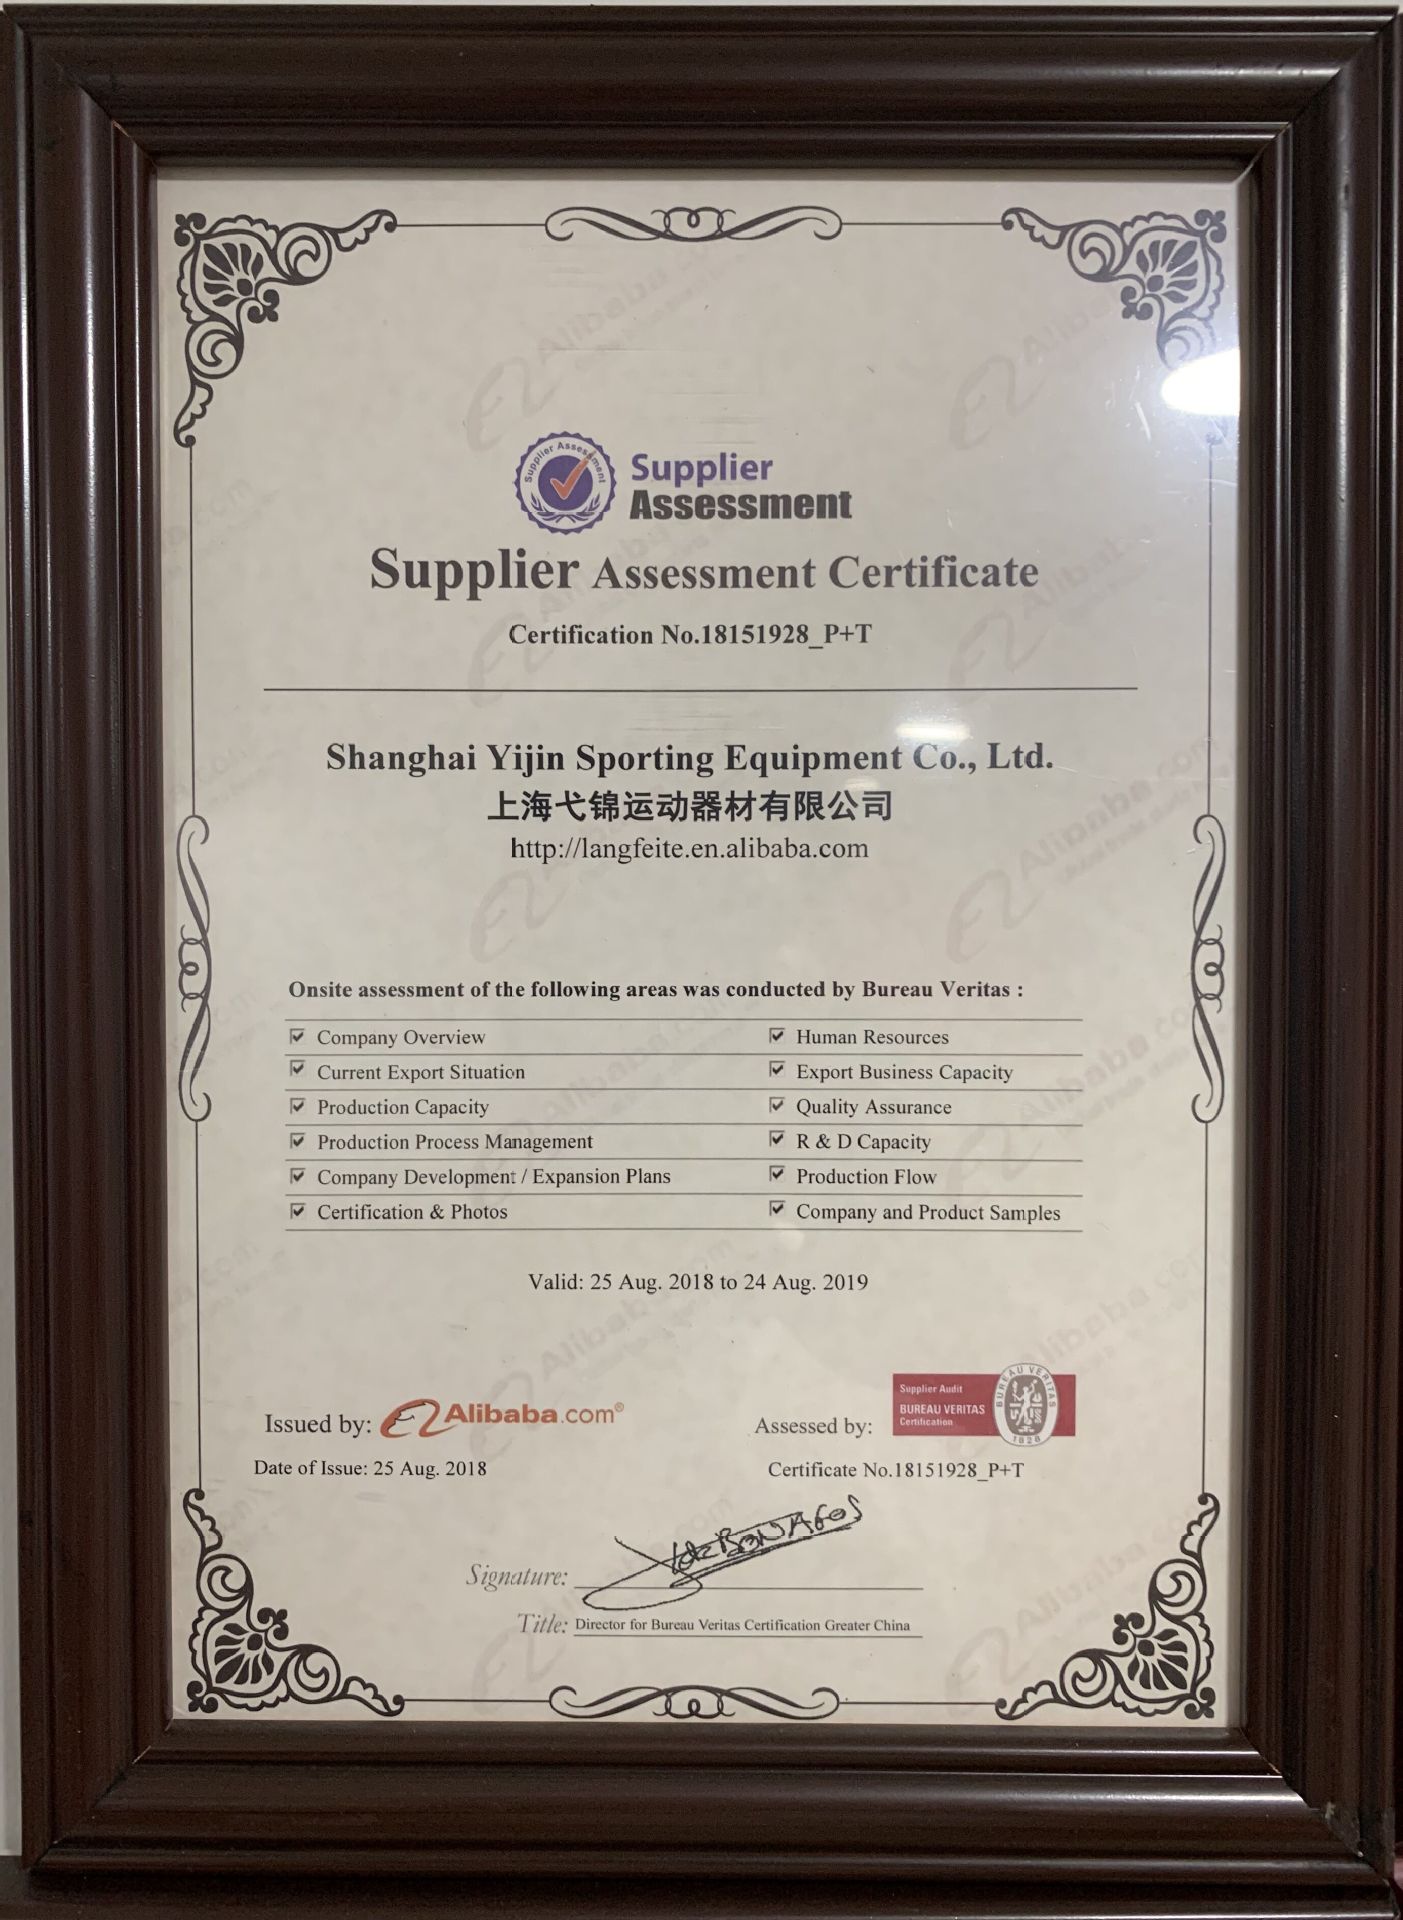 Supplier Assessment
Supplier
Assessment
Supplier Assessment Certificate
Certification No.18151928_P+T
Shanghai Yijin Sporting Equipment Co., Ltd.
上海弋锦运动器材有限公司
http://langfeite.en.alibaba.com
Onsite assessment of the following areas was conducted by Bureau Veritas :
Company Overview Human Resources
Current Export Situation Export Business Capacity
Production Capacity Quality Assurance
Production Process Management R & D Capacity
Company Development / Expansion Plans Production Flow
Certification & Photos Company and Product Samples
Valid: 25 Aug. 2018 to 24 Aug. 2019
Supplier Audit
BUREAU VERITAS
Certification
BUREAU VERITAS
1828
Issued by: Alibaba.com® Assessed by:
Date of Issue: 25 Aug. 2018 Certificate No.18151928_P+T
Signature:
Title: Director for Bureau Veritas Certification Greater China